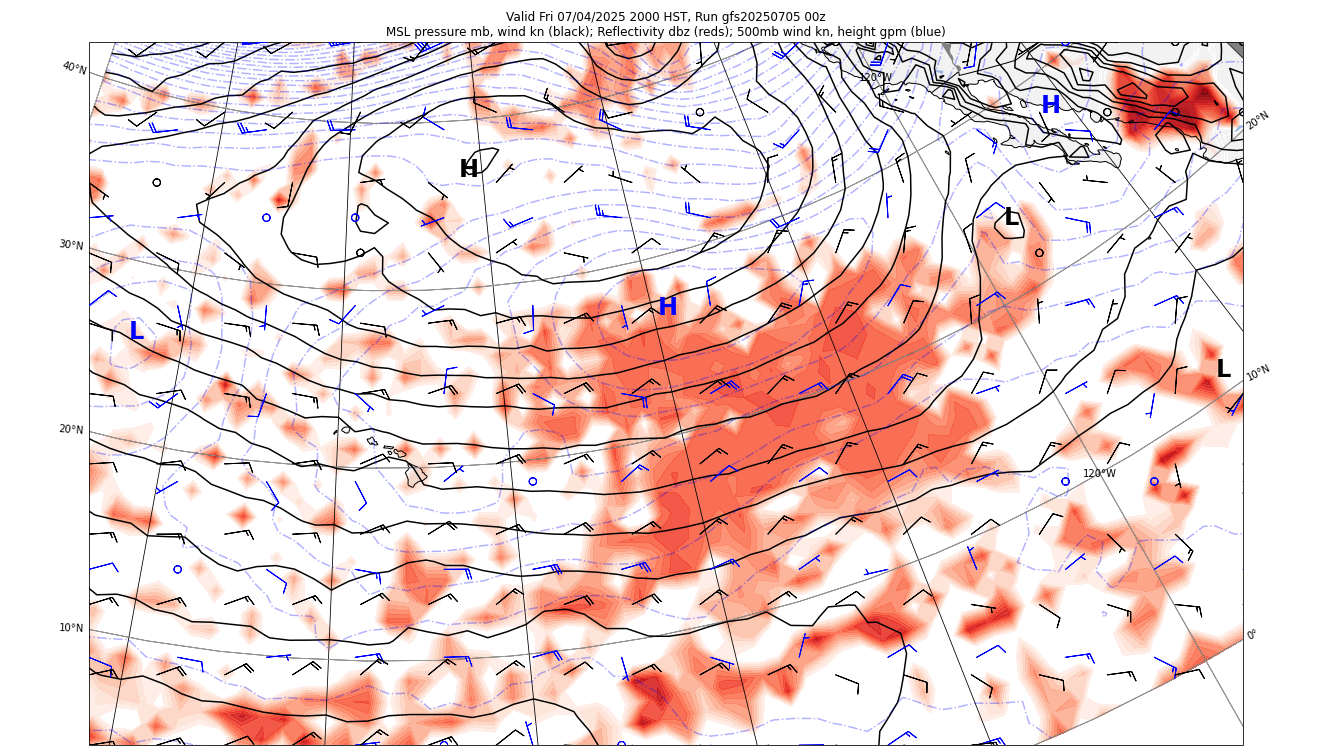 Valid Fri 07/04/2025 2000 HST, Run gfs20250705 00z
MSL pressure mb, wind kn (black); Reflectivity dbz (reds); 500mb wind kn, height gpm (blue)
40°N
120°W
H
20°N
H
L
30°N
H
L
L
10°N
20°N
120°W
10°N
0°